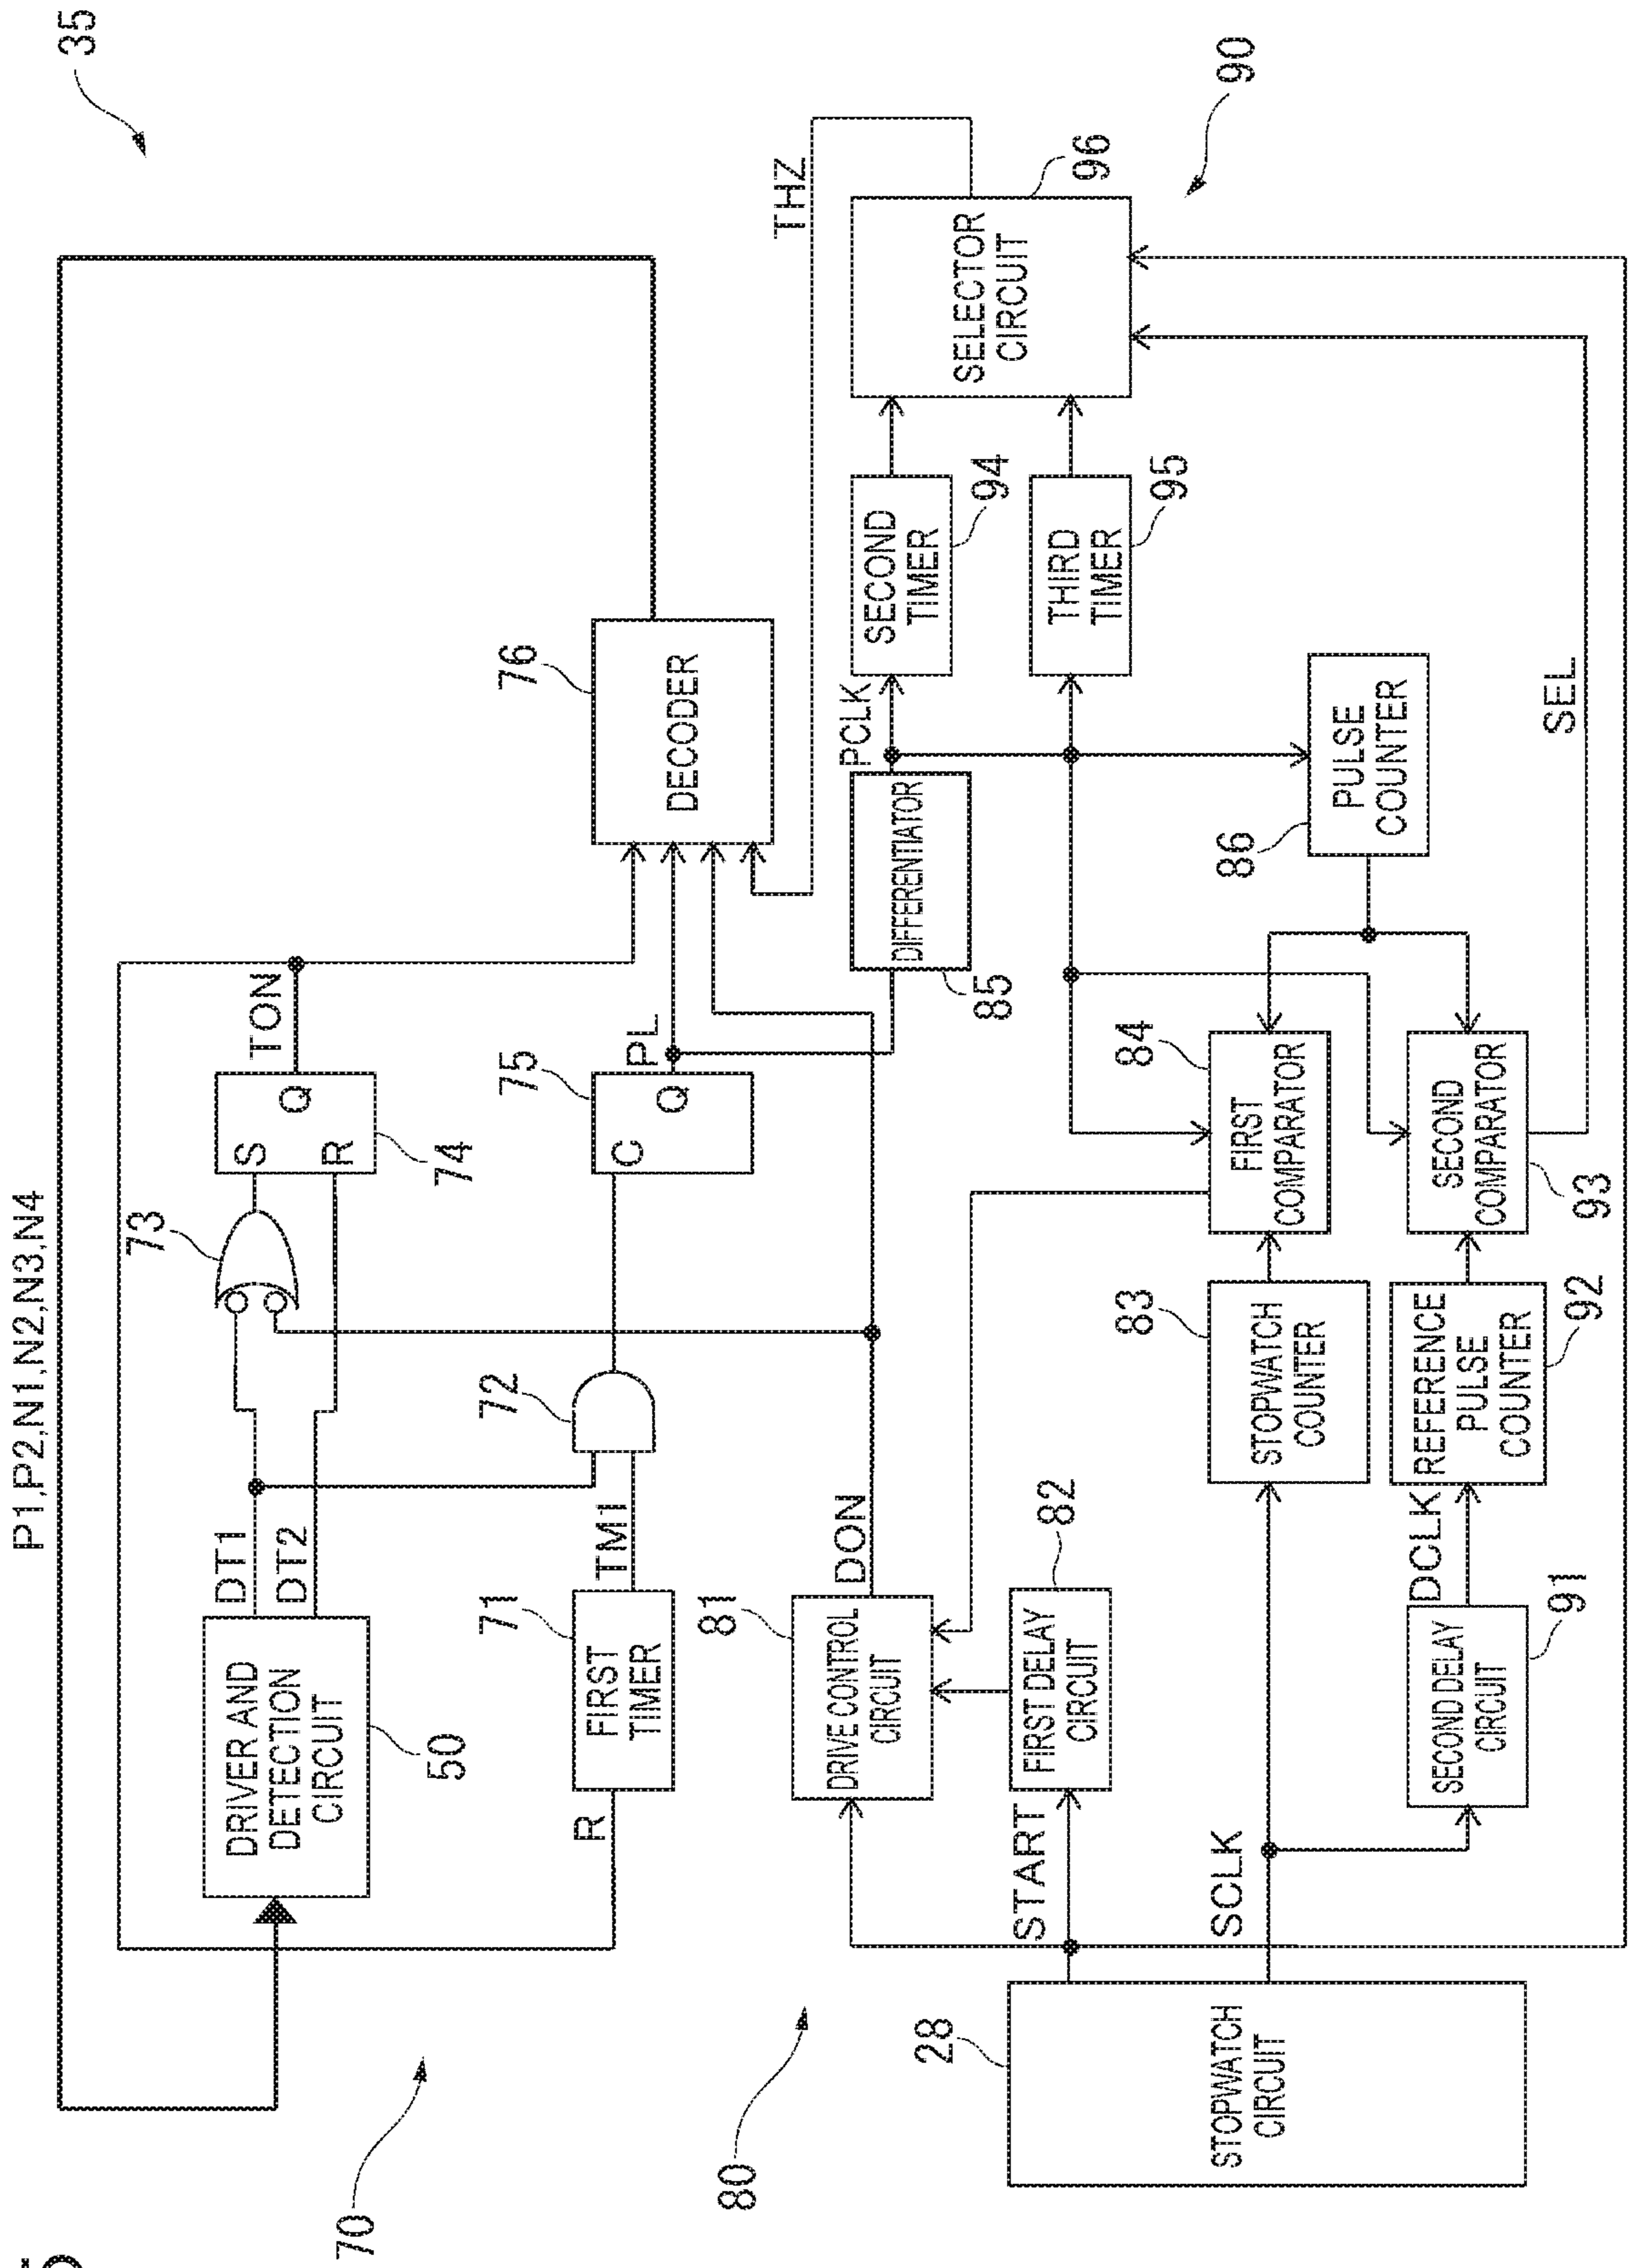 35
P1,P2,N1,N2,N3,N4
DT1
DT2
DRIVER AND
DETECTION
CIRCUIT
50
73
S
R
Q
74
TON
R
FIRST
TIMER
71
TM1
72
C
Q
75
PL
DECODER
76
70
80
DRIVE CONTROL
CIRCUIT
81
DON
DIFFERENTIATOR
85
PCLK
SECOND
TIMER
94
THZ
SELECTOR
CIRCUIT
96
90
START
FIRST DELAY
CIRCUIT
82
THIRD
TIMER
95
28
STOPWATCH
CIRCUIT
SCLK
STOPWATCH
COUNTER
83
FIRST
COMPARATOR
84
PULSE
COUNTER
86
SECOND DELAY
CIRCUIT
91
DCLK
REFERENCE
PULSE
COUNTER
92
SECOND
COMPARATOR
93
SEL